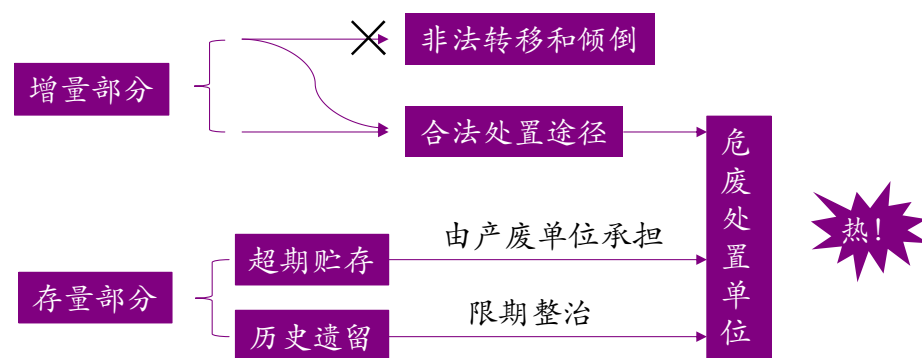 非法转移和倾倒
增量部分
合法处置途径
危废处置单位
热!
由产废单位承担
超期贮存
存量部分
限期整治
历史遗留